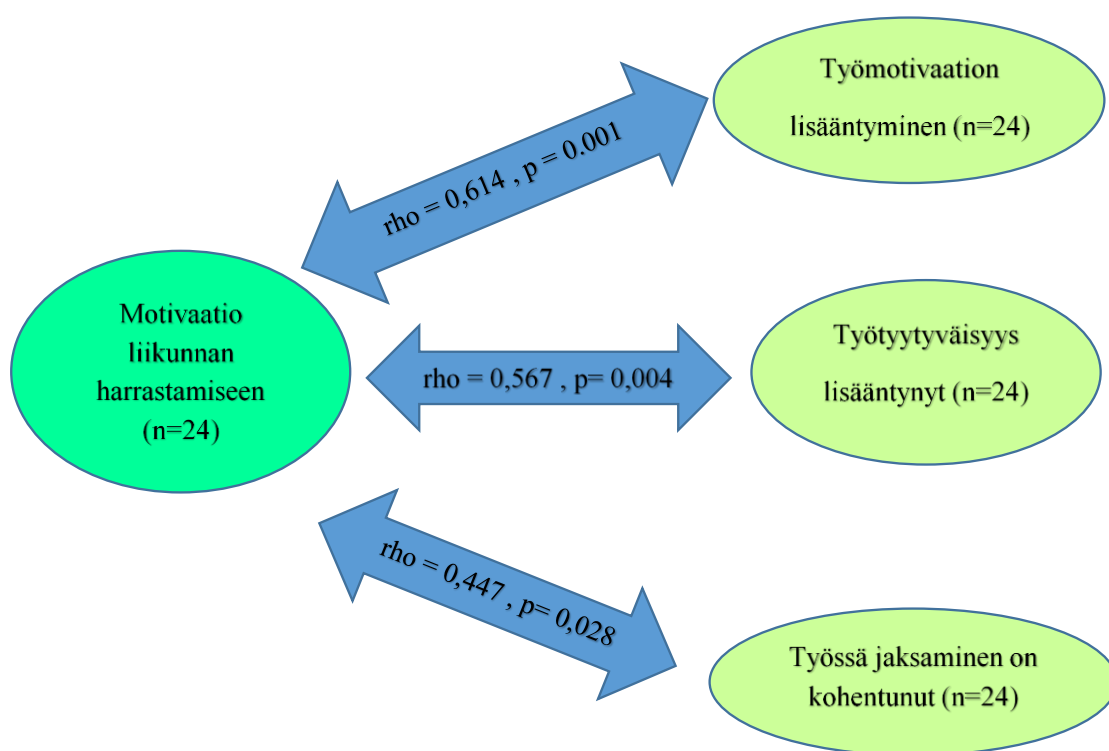 Työmotivaation
lisääntyminen (n=24)
rho = 0,614 , p = 0.001
Motivaatio
liikunnan
harrastamiseen
(n=24)
rho = 0,567 , p= 0,004
Työtyytyväisyys
lisääntynyt (n=24)
rho = 0,447 , p= 0,028
Työssä jaksaminen on
kohentunut (n=24)